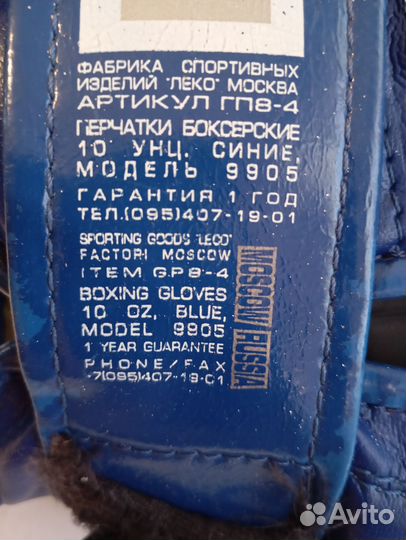 ФАБРИКА СПОРТИВНЫХ
ИЗДЕЛИЙ "ЛЕКО" МОСКВА
АРТИКУЛ ГП8-4
ПЕРЧАТКИ БОКСЕРСКИЕ
10 УНЦ. СИНИЕ,
МОДЕЛЬ 9905
ГАРАНТИЯ 1 ГОД
ТЕЛ.(095)407-19-01
SPORTING GOODS "LECO"
FACTORI MOSCOW
ITEM GP8-4
BOXING GLOVES
10 OZ, BLUE,
MODEL 9905
1 YEAR GUARANTEE
PHONE/FAX
+7(095)407-19-01
MOSCOW RUSSIA
Avito